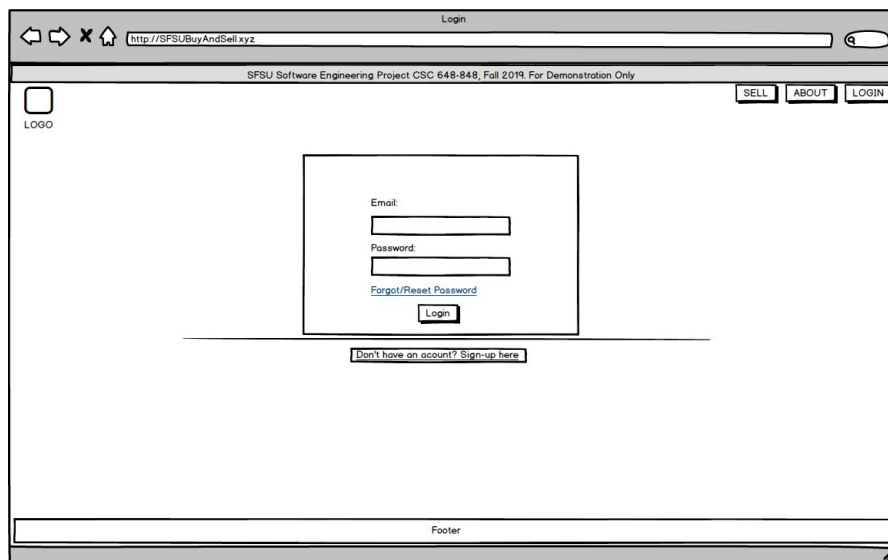 Login
http://SFSUBuyAndSell.xyz
SFSU Software Engineering Project CSC 648-848, Fall 2019. For Demonstration Only
SELL ABOUT LOGIN
LOGO
Email:
Password:
Forgot/Reset Password
Login
Don't have an acount? Sign-up here
Footer